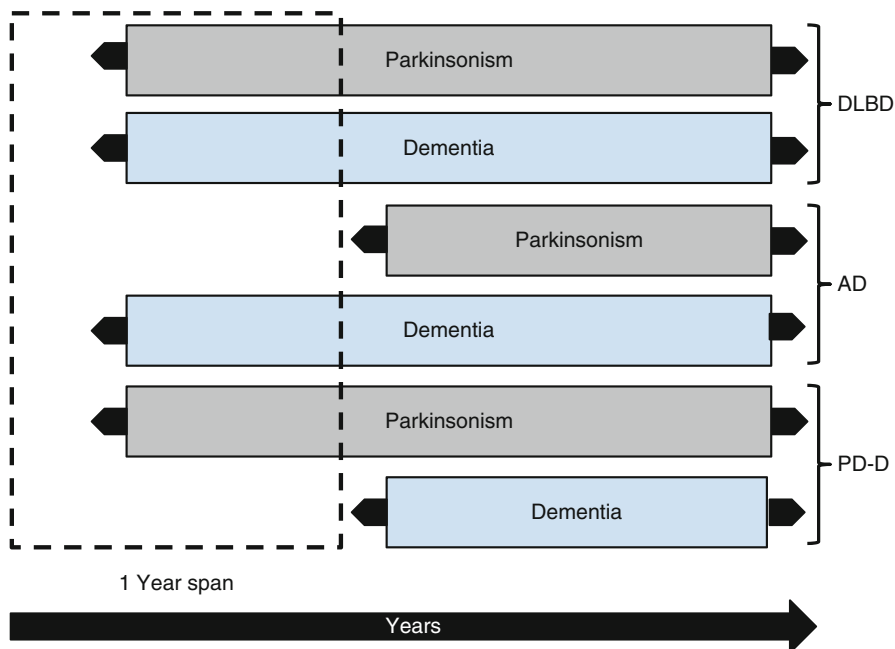 Parkinsonism
DLBD
Dementia
Parkinsonism
AD
Dementia
Parkinsonism
PD-D
Dementia
1 Year span
Years